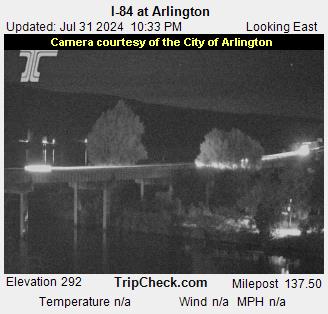 I-84 at Arlington
Updated: Jul 31 2024 10:33 PM Looking East
Camera courtesy of the City of Arlington
Elevation 292 TripCheck.com Milepost 137.50
Temperature n/a Wind n/a MPH n/a